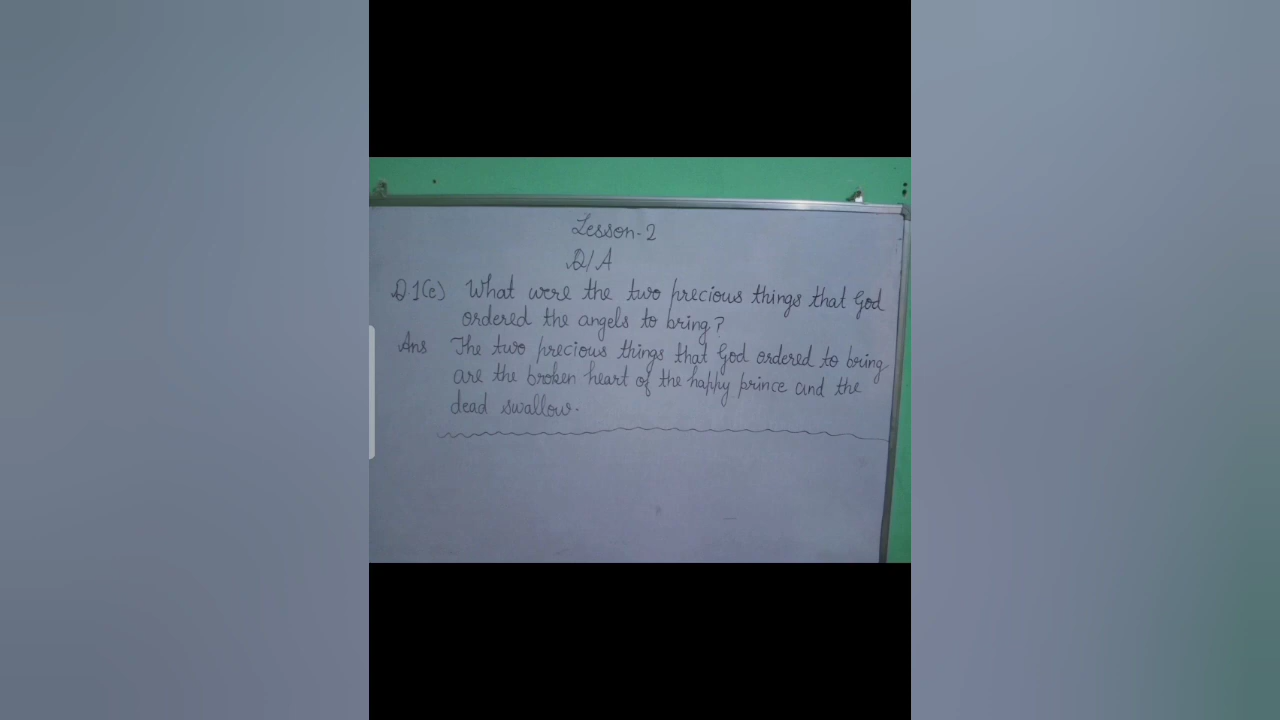 Lesson-2
Q/A
Q.1(e) What were the two precious things that God
ordered the angels to bring?
Ans The two precious things that God ordered to bring
are the broken heart of the happy prince and the
dead swallow.